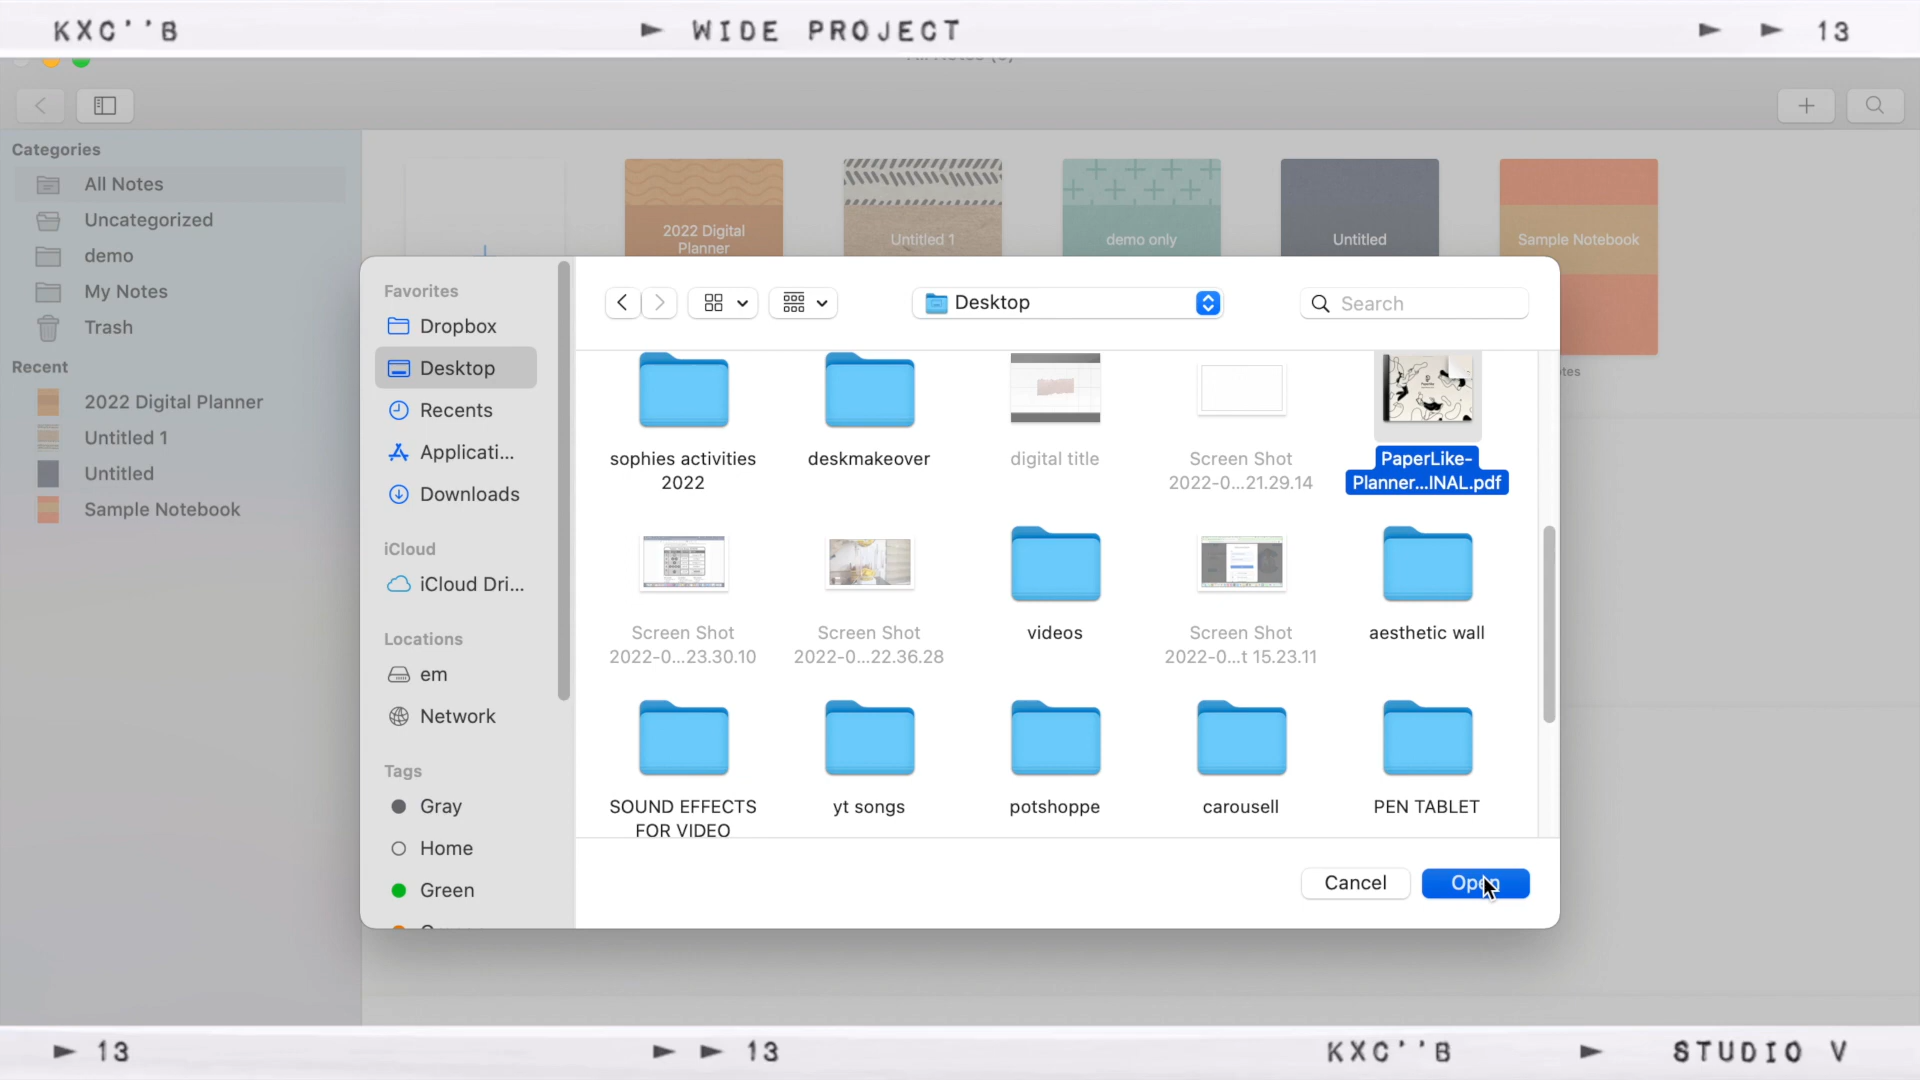 KXC''B ► WIDE PROJECT ► ► 13
Categories
All Notes
Uncategorized
demo
My Notes
Trash
Recent
2022 Digital Planner
Untitled 1
Untitled
Sample Notebook
2022 Digital
Planner
Untitled 1
demo only
Untitled
Sample Notebook
Favorites
Dropbox
Desktop
Recents
Applicati...
Downloads
iCloud
iCloud Dri...
Locations
em
Network
Tags
Gray
Home
Green
Desktop
Search
sophies activities
2022
deskmakeover
digital title
Screen Shot
2022-0...21.29.14
PaperLike-
Planner...INAL.pdf
Screen Shot
2022-0...23.30.10
Screen Shot
2022-0...22.36.28
videos
Screen Shot
2022-0...t 15.23.11
aesthetic wall
SOUND EFFECTS
FOR VIDEO
yt songs
potshoppe
carousell
PEN TABLET
Cancel
Open
► 13 ► ► 13 KXC''B ► STUDIO V